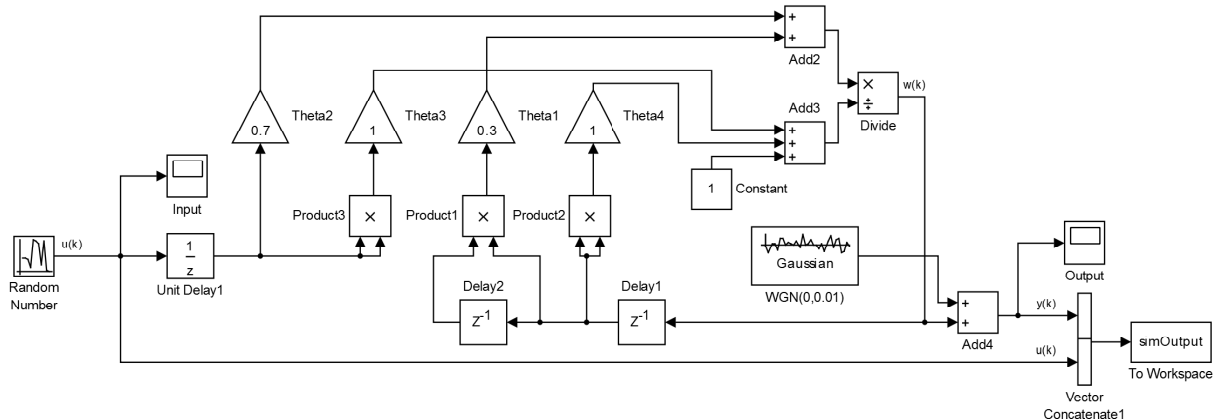 +
+
Add2
×
÷
Divide
w(k)
Theta2
0.7
Theta3
1
Theta1
0.3
Theta4
1
Add3
+
+
+
1
Constant
Input
Product3
×
Product1
×
Product2
×
Random
Number
u(k)
1
z
Unit Delay1
Delay2
Z-1
Delay1
Z-1
Gaussian
WGN(0,0.01)
+
+
Add4
Output
y(k)
u(k)
simOutput
To Workspace
Vector
Concatenate1